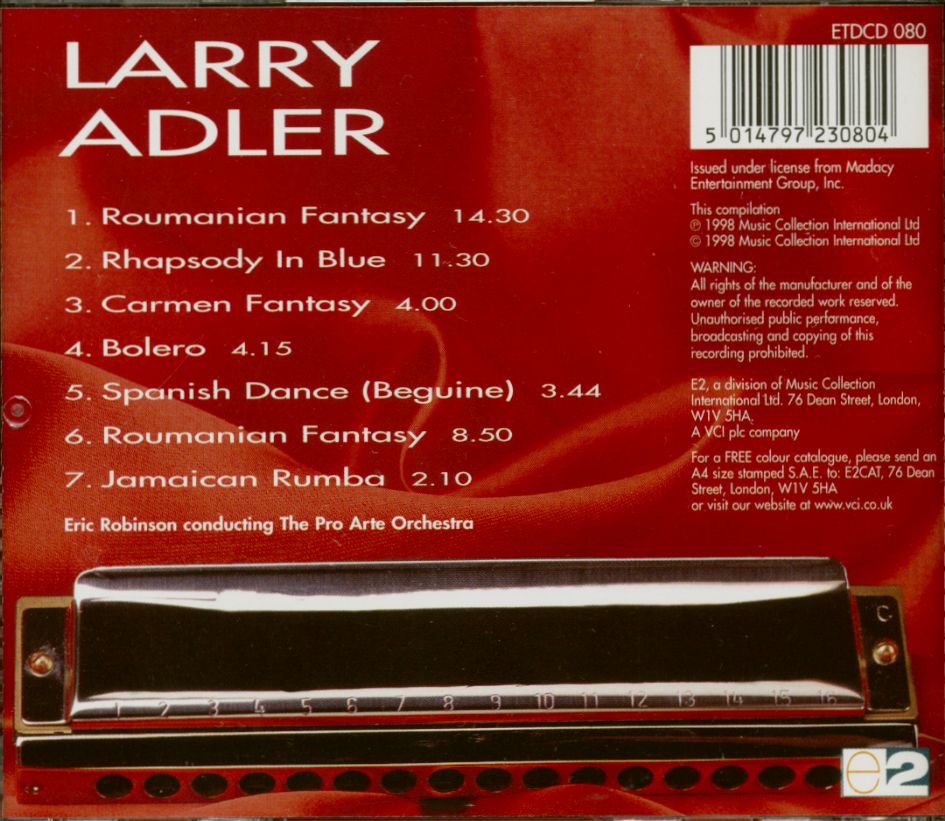 LARRY
ADLER
1. Roumanian Fantasy 14.30
2. Rhapsody In Blue 11.30
3. Carmen Fantasy 4.00
4. Bolero 4.15
5. Spanish Dance (Beguine) 3.44
6. Roumanian Fantasy 8.50
7. Jamaican Rumba 2.10
Eric Robinson conducting The Pro Arte Orchestra
ETDCD 080
5 014797 230804
Issued under license from Madacy
Entertainment Group, Inc.
This compilation
℗ 1998 Music Collection International Ltd
© 1998 Music Collection International Ltd
WARNING:
All rights of the manufacturer and of the
owner of the recorded work reserved.
Unauthorised public performance,
broadcasting and copying of this
recording prohibited.
E2, a division of Music Collection
International Ltd. 76 Dean Street, London,
W1V 5HA.
A VCI plc company
For a FREE colour catalogue, please send an
A4 size stamped S.A.E. to: E2CAT, 76 Dean
Street, London, W1V 5HA
or visit our website at www.vci.co.uk
C
1 2 3 4 5 6 7 8 9 10 11 12 13 14 15 16
e2